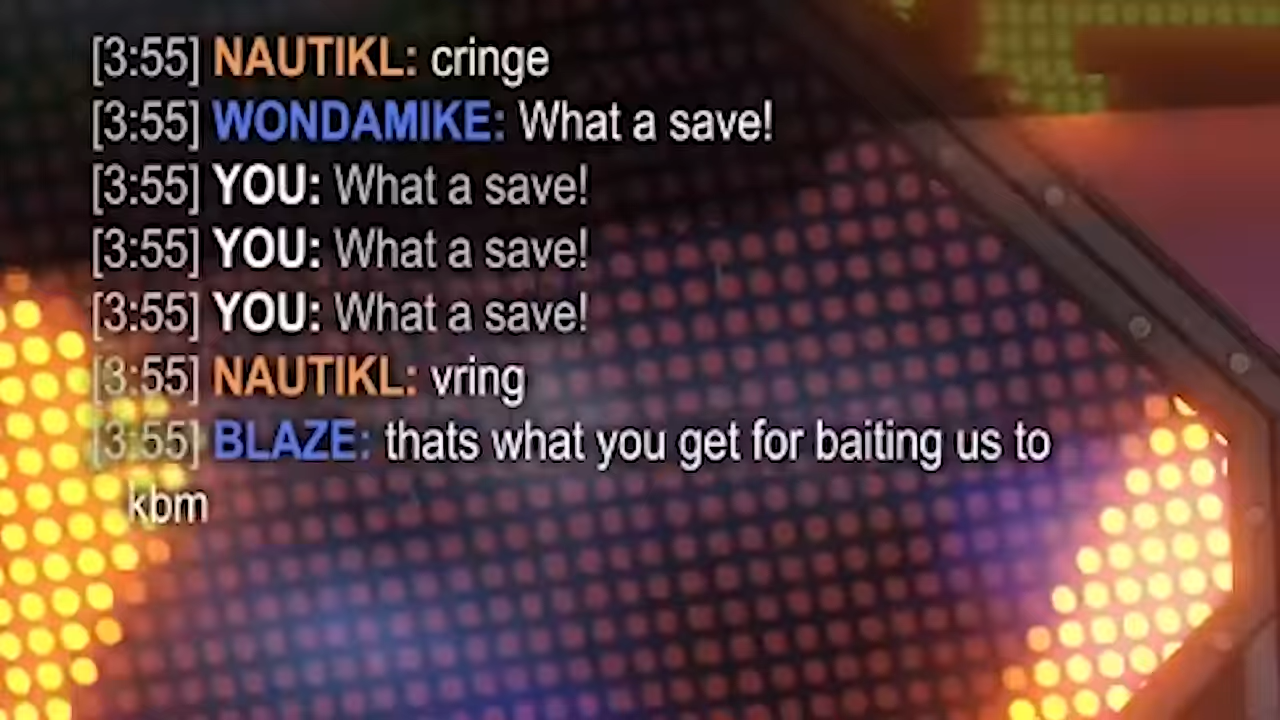 [3:55] NAUTIKL: cringe
[3:55] WONDAMIKE: What a save!
[3:55] YOU: What a save!
[3:55] YOU: What a save!
[3:55] YOU: What a save!
[3:55] NAUTIKL: vring
[3:55] BLAZE: thats what you get for baiting us to
kbm